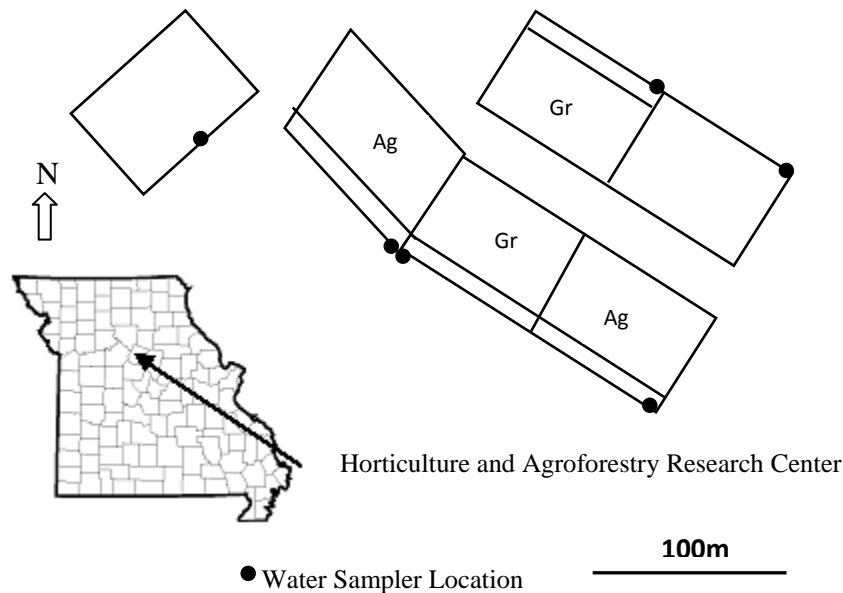 Gr
Ag
N
Gr
Ag
Horticulture and Agroforestry Research Center
100m
Water Sampler Location